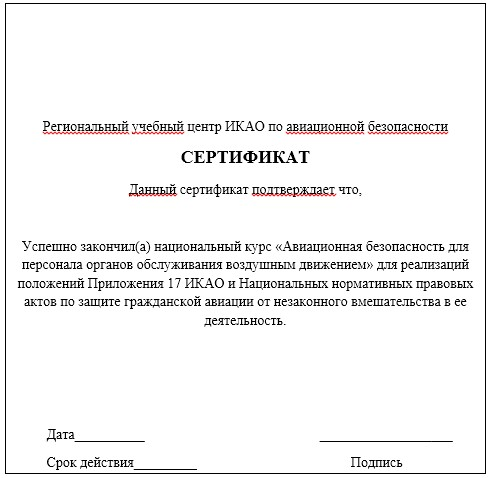 Региональный учебный центр ИКАО по авиационной безопасности
СЕРТИФИКАТ
Данный сертификат подтверждает что,
Успешно закончил(а) национальный курс «Авиационная безопасность для
персонала органов обслуживания воздушным движением» для реализаций
положений Приложения 17 ИКАО и Национальных нормативных правовых
актов по защите гражданской авиации от незаконного вмешательства в ее
деятельность.
Дата__________ ___________________
Срок действия_________ Подпись